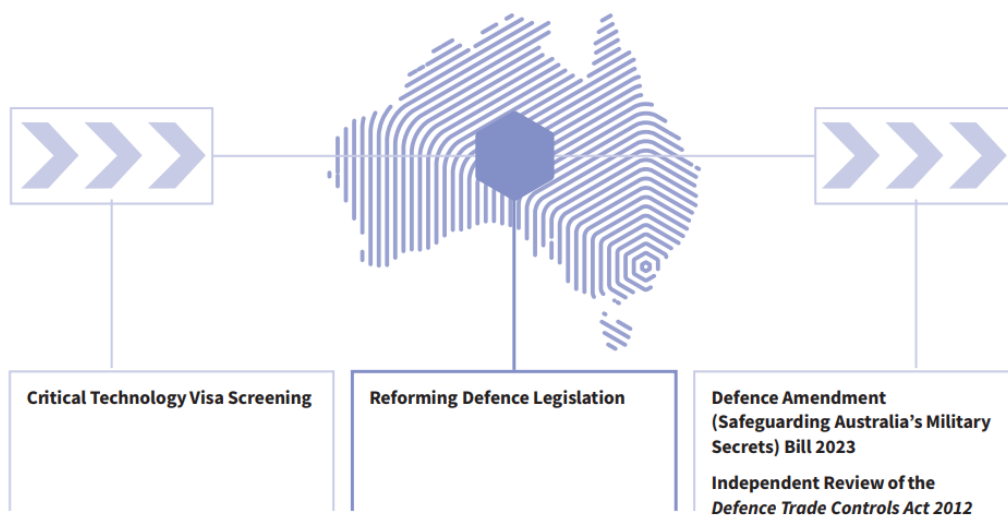 Critical Technology Visa Screening
Reforming Defence Legislation
Defence Amendment
(Safeguarding Australia’s Military
Secrets) Bill 2023
Independent Review of the
Defence Trade Controls Act 2012